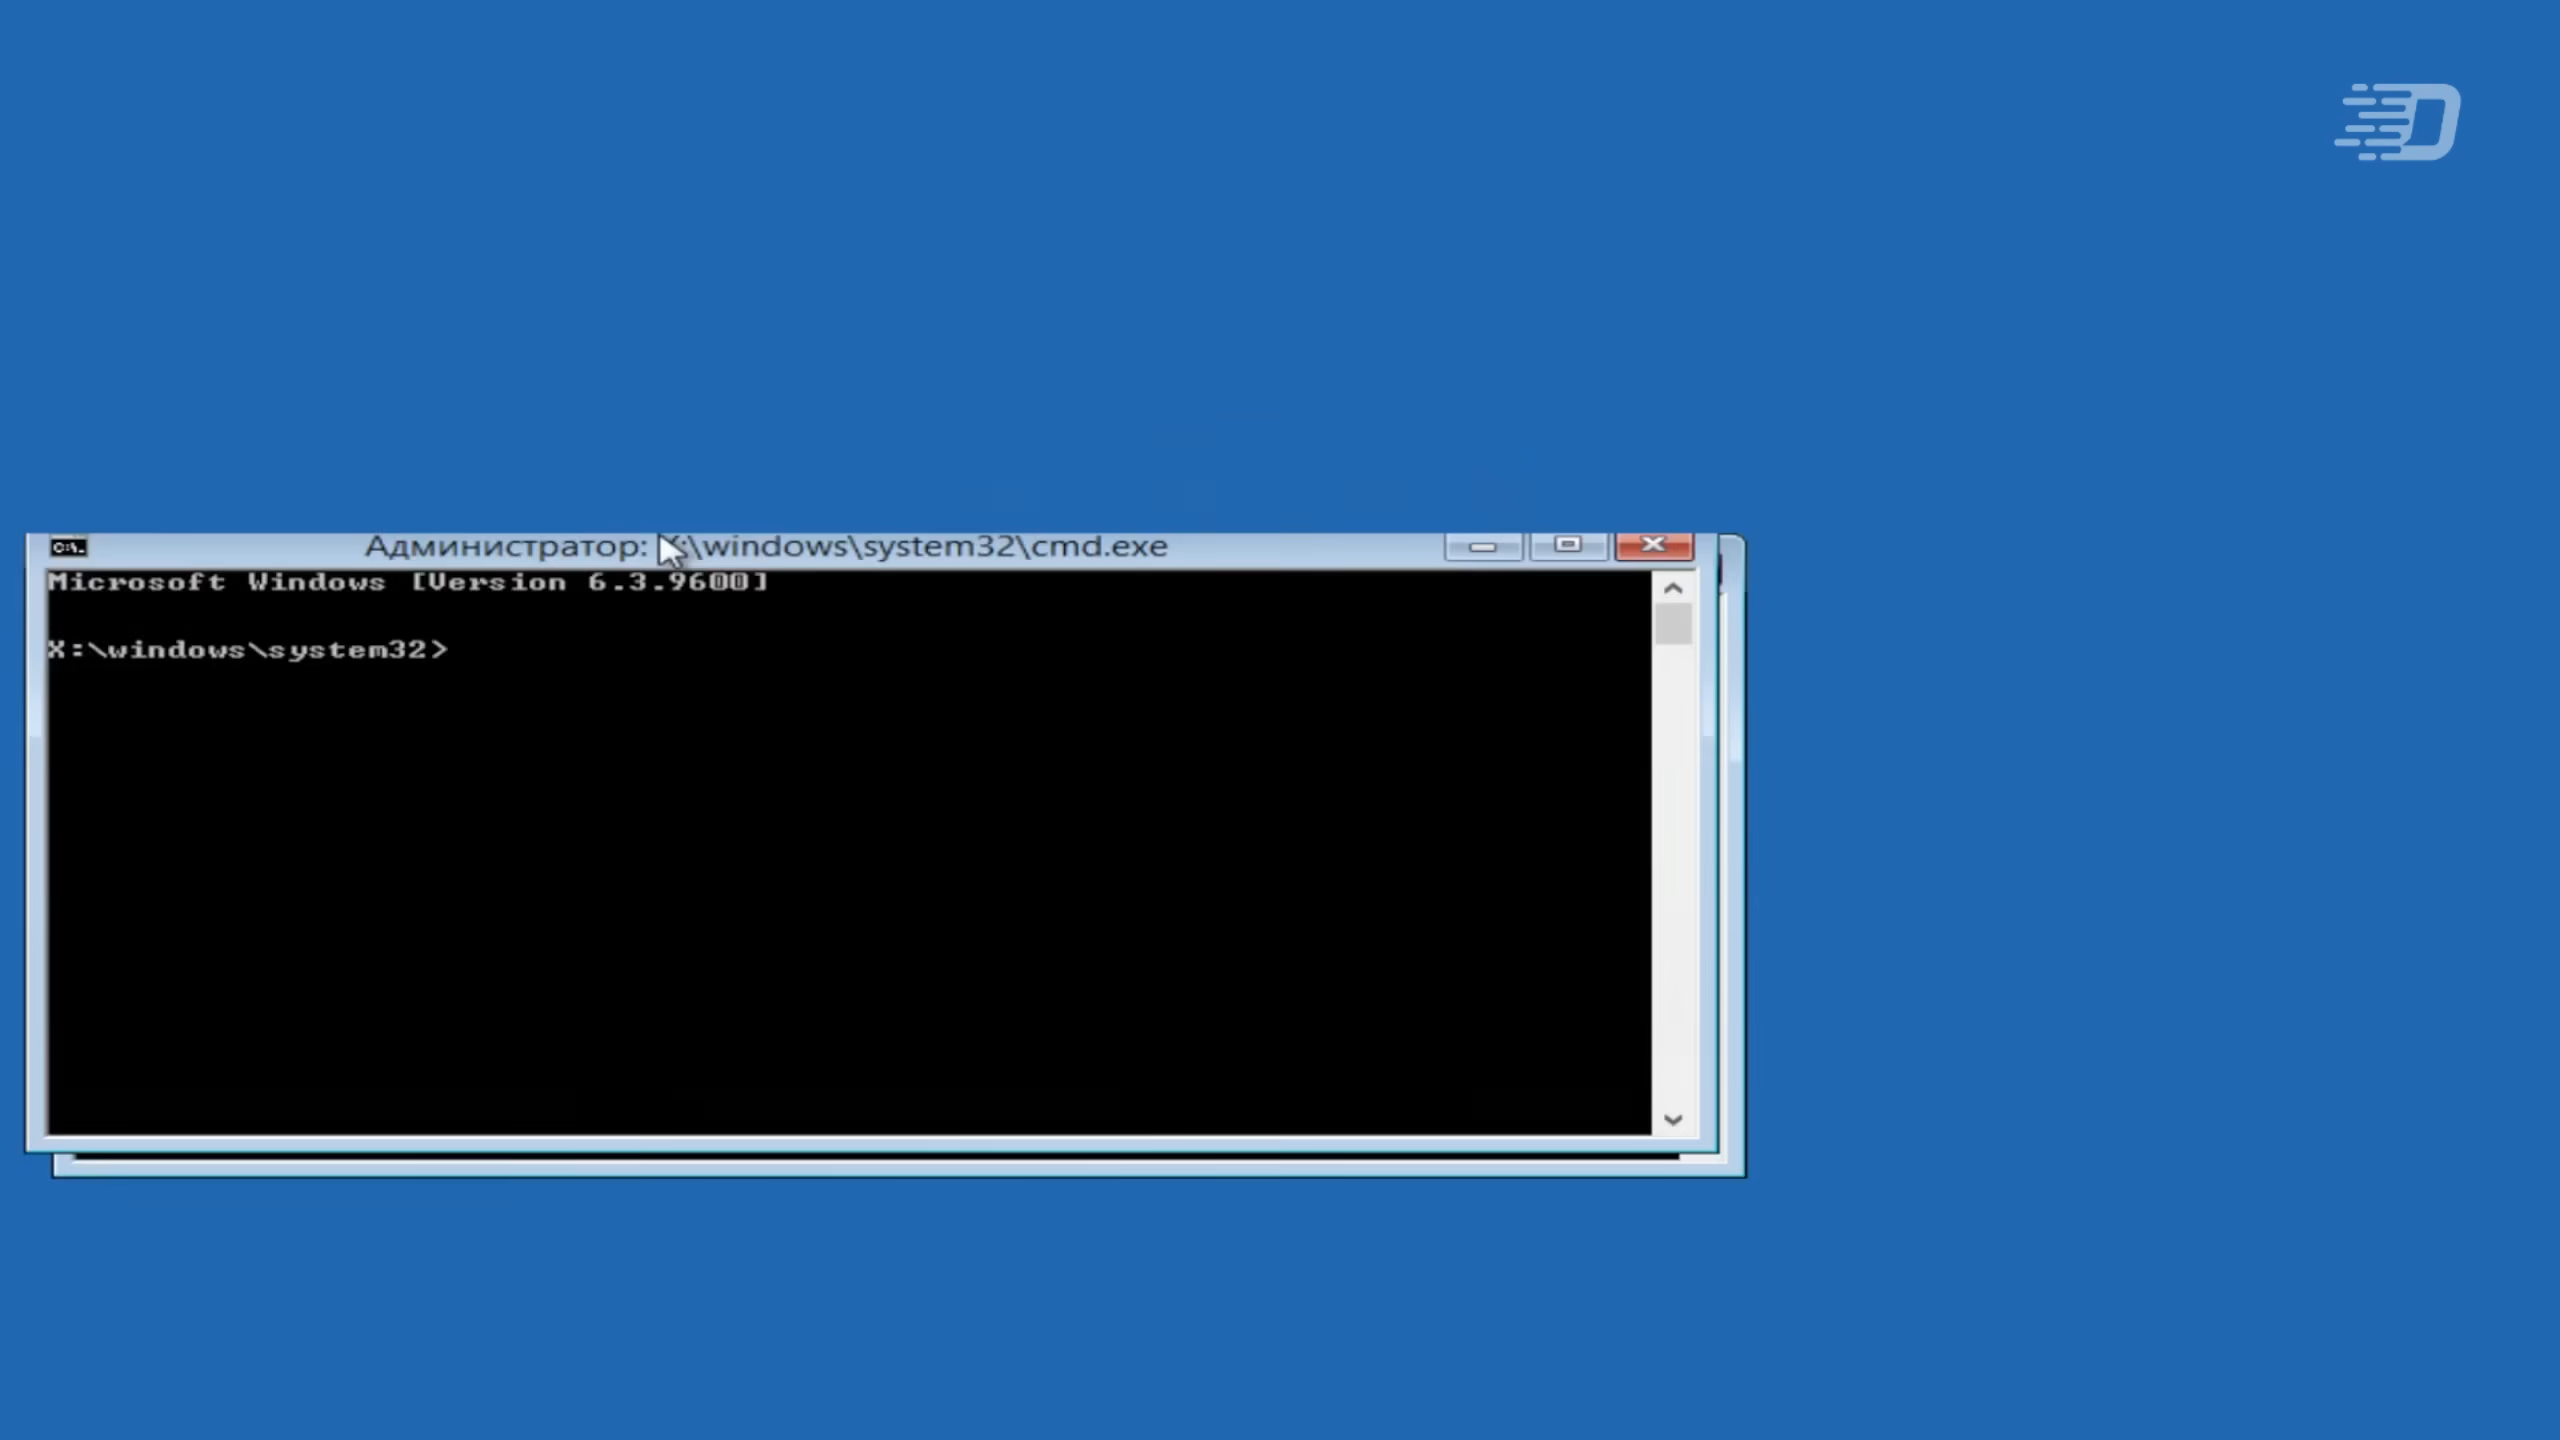 Администратор: X:\windows\system32\cmd.exe
Microsoft Windows [Version 6.3.9600]
X:\windows\system32>